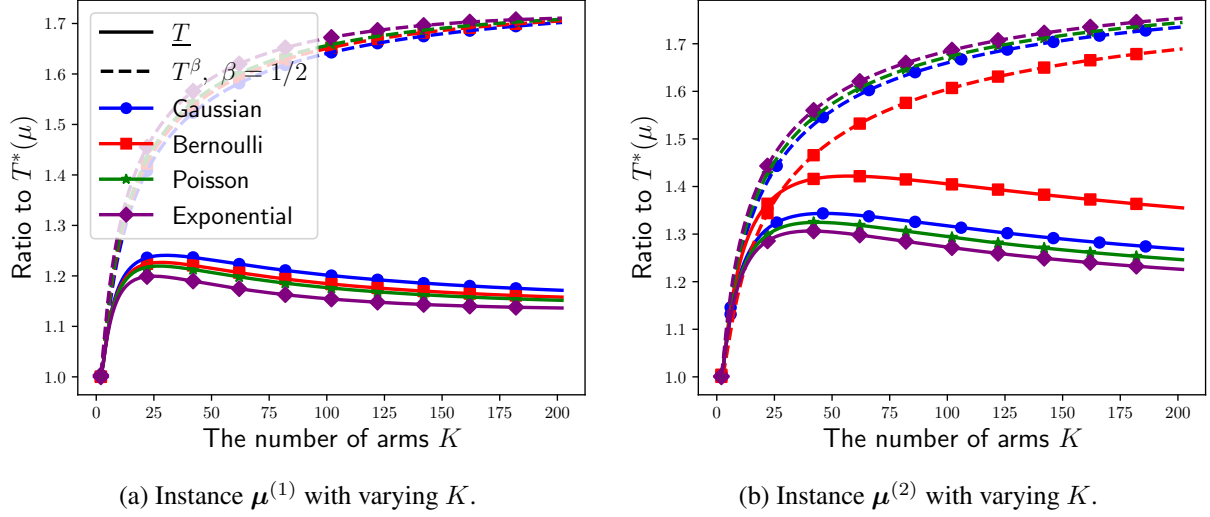 1.7
1.6
1.5
1.4
1.3
1.2
1.1
1.0
Ratio to T*(μ)
T
T^β, β = 1/2
Gaussian
Bernoulli
Poisson
Exponential
0 25 50 75 100 125 150 175 200
The number of arms K
(a) Instance μ^(1) with varying K.
1.7
1.6
1.5
1.4
1.3
1.2
1.1
1.0
Ratio to T*(μ)
0 25 50 75 100 125 150 175 200
The number of arms K
(b) Instance μ^(2) with varying K.